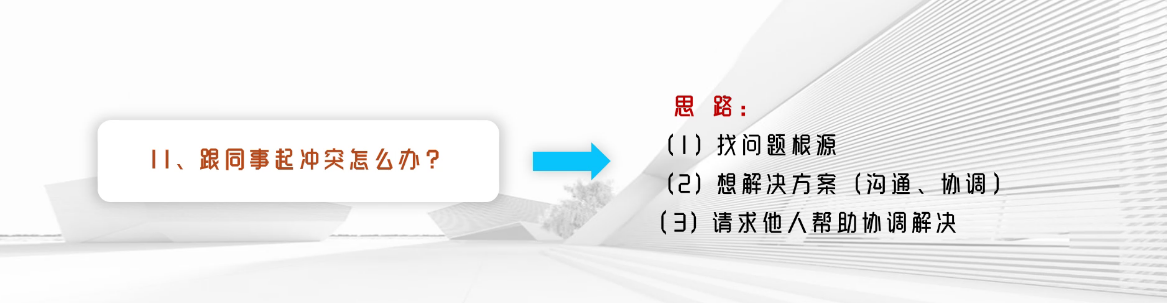 11、跟同事起冲突怎么办？
思 路：
（1）找问题根源
（2）想解决方案（沟通、协调）
（3）请求他人帮助协调解决